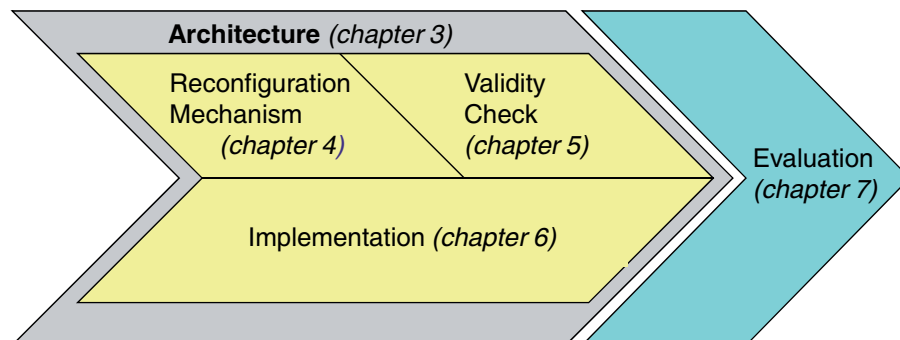 Architecture (chapter 3)
Reconfiguration
Mechanism
(chapter 4)
Validity
Check
(chapter 5)
Evaluation
(chapter 7)
Implementation (chapter 6)